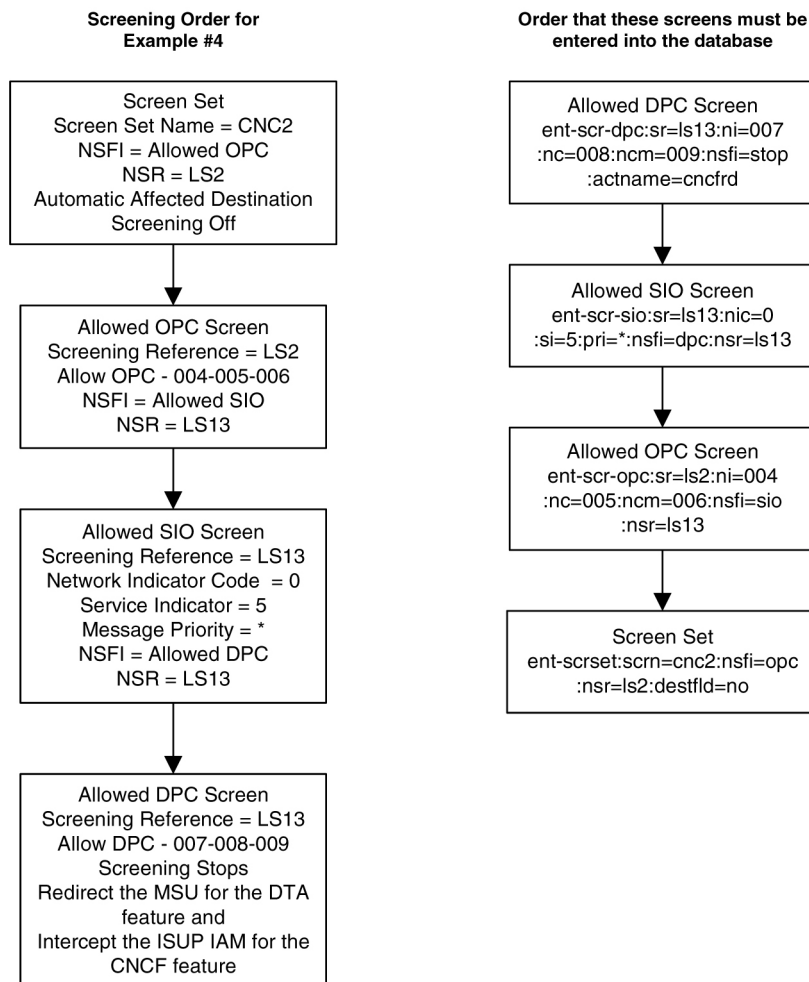 Screening Order for
Example #4
Screen Set
Screen Set Name = CNC2
NSFI = Allowed OPC
NSR = LS2
Automatic Affected Destination
Screening Off
Allowed OPC Screen
Screening Reference = LS2
Allow OPC - 004-005-006
NSFI = Allowed SIO
NSR = LS13
Allowed SIO Screen
Screening Reference = LS13
Network Indicator Code = 0
Service Indicator = 5
Message Priority = *
NSFI = Allowed DPC
NSR = LS13
Allowed DPC Screen
Screening Reference = LS13
Allow DPC - 007-008-009
Screening Stops
Redirect the MSU for the DTA
feature and
Intercept the ISUP IAM for the
CNCF feature
Order that these screens must be
entered into the database
Allowed DPC Screen
ent-scr-dpc:sr=ls13:ni=007
:nc=008:ncm=009:nsfi=stop
:actname=cncfrd
Allowed SIO Screen
ent-scr-sio:sr=ls13:nic=0
:si=5:pri=*:nsfi=dpc:nsr=ls13
Allowed OPC Screen
ent-scr-opc:sr=ls2:ni=004
:nc=005:ncm=006:nsfi=sio
:nsr=ls13
Screen Set
ent-scrset:scrn=cnc2:nsfi=opc
:nsr=ls2:destfld=no